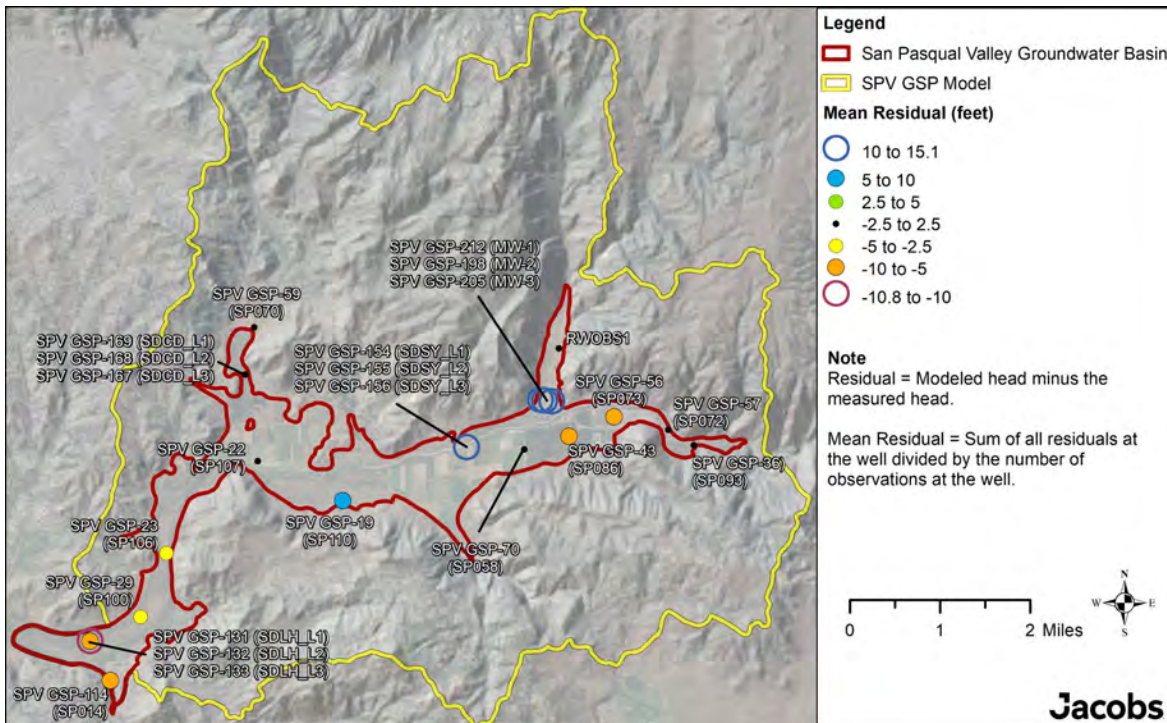 SPV GSP-212 (MW-1)
SPV GSP-198 (MW-2)
SPV GSP-205 (MW-3)
SPV GSP-59
(SP070)
RWOBS1
SPV GSP-169 (SDCD_L1)
SPV GSP-168 (SDCD_L2)
SPV GSP-167 (SDCD_L3)
SPV GSP-154 (SDSY_L1)
SPV GSP-155 (SDSY_L2)
SPV GSP-156 (SDSY_L3)
SPV GSP-56
(SP073)
SPV GSP-57
(SP072)
SPV GSP-22
(SP107)
SPV GSP-43
(SP086)
SPV GSP-36)
(SP093)
SPV GSP-19
(SP110)
SPV GSP-23
(SP106)
SPV GSP-70
(SP058)
SPV GSP-29
(SP100)
SPV GSP-131 (SDLH_L1)
SPV GSP-132 (SDLH_L2)
SPV GSP-133 (SDLH_L3)
SPV GSP-114
(SP014)
Legend
San Pasqual Valley Groundwater Basin
SPV GSP Model
Mean Residual (feet)
10 to 15.1
5 to 10
2.5 to 5
-2.5 to 2.5
-5 to -2.5
-10 to -5
-10.8 to -10
Note
Residual = Modeled head minus the
measured head.
Mean Residual = Sum of all residuals at
the well divided by the number of
observations at the well.
N
W E
S
0 1 2 Miles
Jacobs